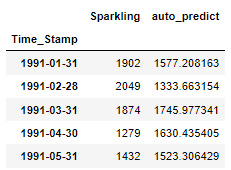 Sparkling auto_predict
Time_Stamp
1991-01-31 1902 1577.208163
1991-02-28 2049 1333.663154
1991-03-31 1874 1745.977341
1991-04-30 1279 1630.435405
1991-05-31 1432 1523.306429